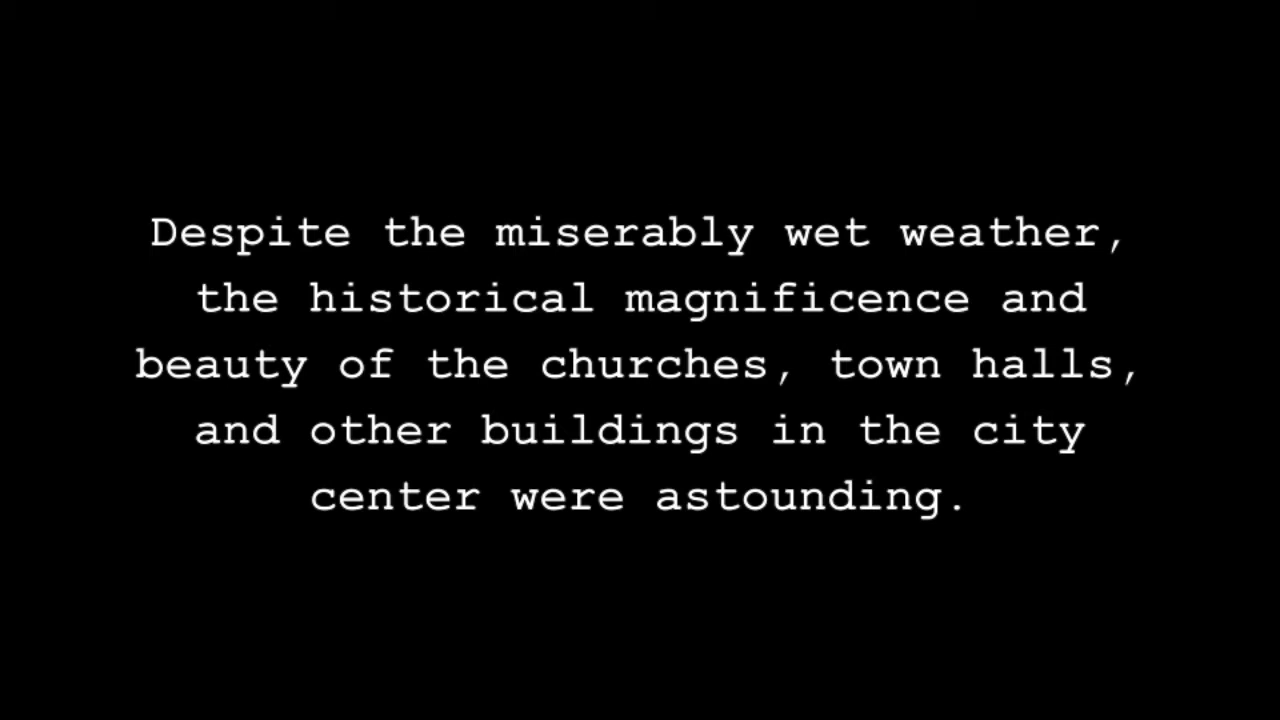 Despite the miserably wet weather,
the historical magnificence and
beauty of the churches, town halls,
and other buildings in the city
center were astounding.